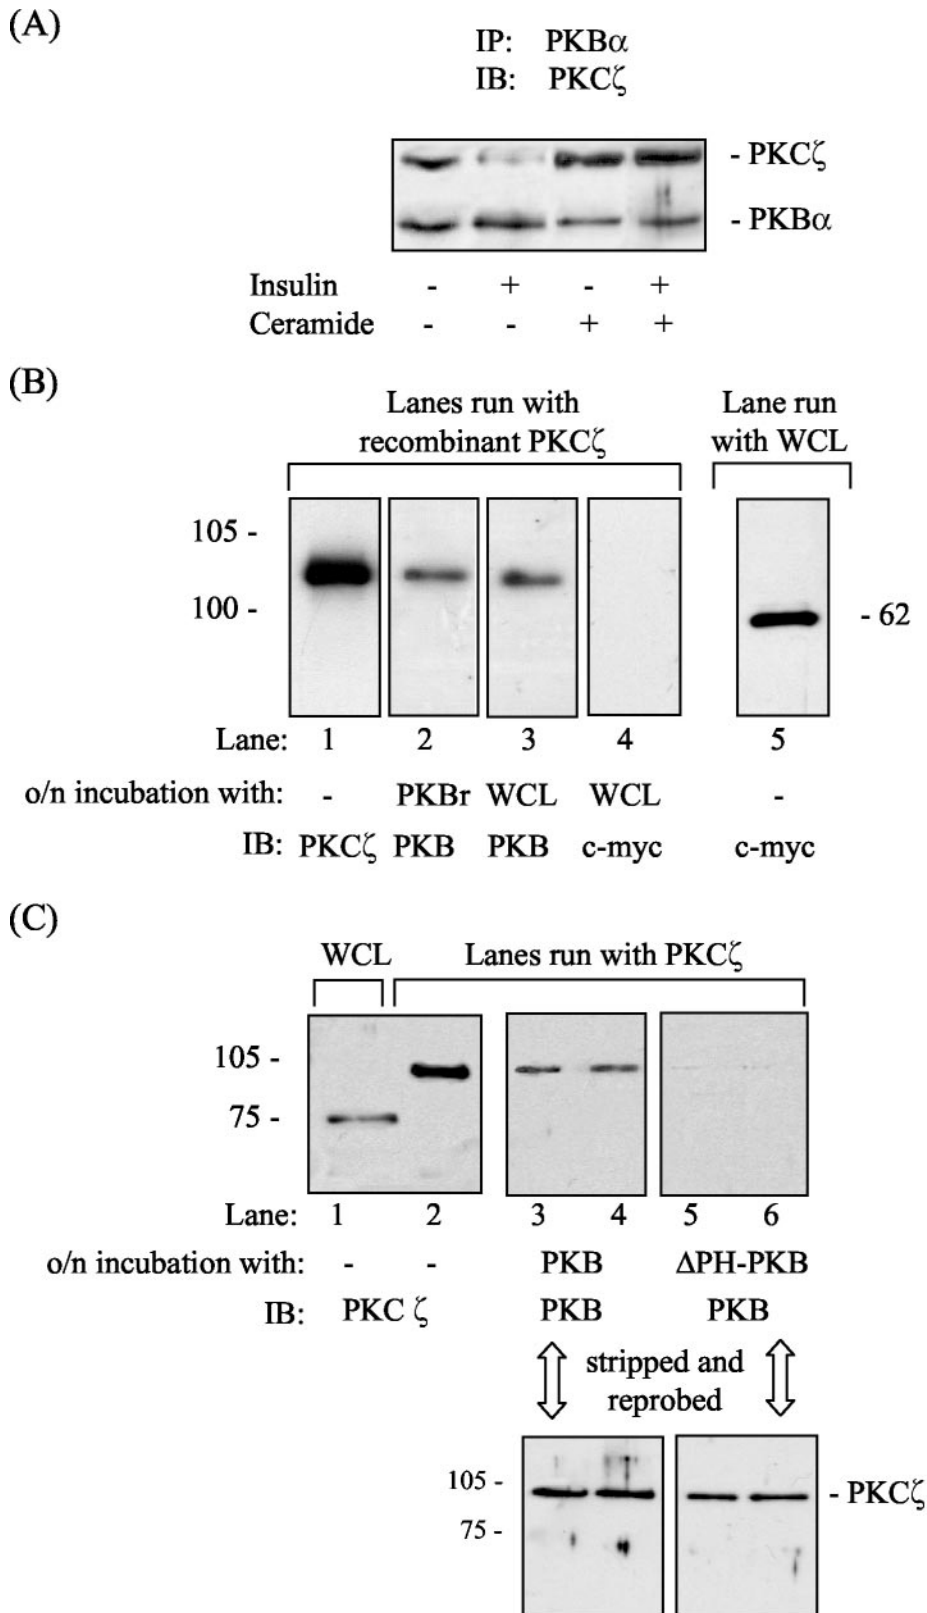 (A)
IP: PKBα
IB: PKCζ
- PKCζ
- PKBα
Insulin - + - +
Ceramide - - + +
(B)
Lanes run with
recombinant PKCζ
Lane run
with WCL
105 -
100 -
- 62
Lane: 1 2 3 4 5
o/n incubation with: - PKBr WCL WCL -
IB: PKCζ PKB PKB c-myc c-myc
(C)
WCL Lanes run with PKCζ
105 -
75 -
Lane: 1 2 3 4 5 6
o/n incubation with: - - PKB ΔPH-PKB
IB: PKC ζ PKB PKB
stripped and
reprobed
105 -
75 -
- PKCζ